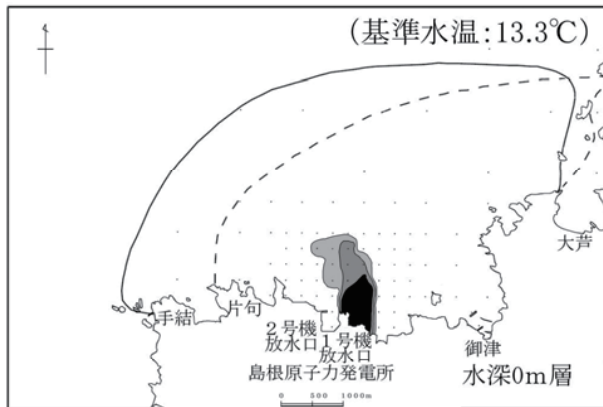 (基準水温:13.3℃)
大芦
手結
片句
2号機
放水口
1号機
放水口
御津
島根原子力発電所
水深0m層
0 500 1000m